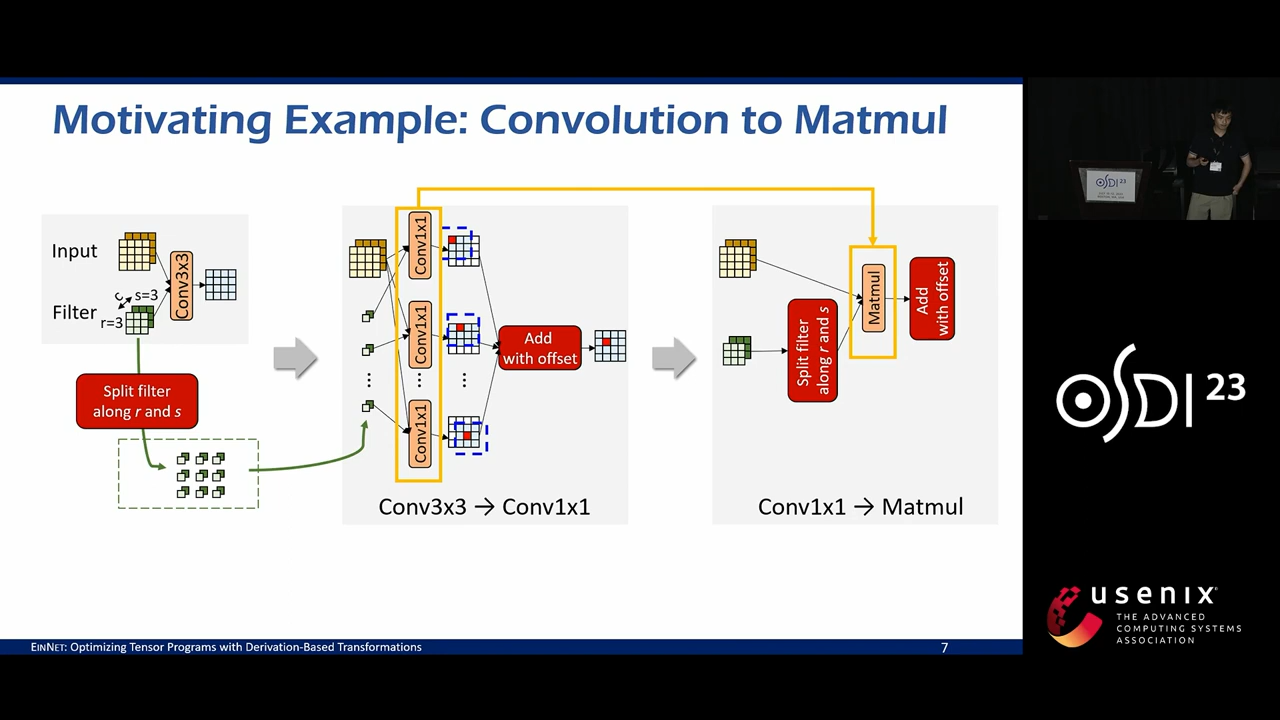 Motivating Example: Convolution to Matmul
Input
Filter
c
s=3
r=3
Conv3x3
Split filter
along r and s
Conv1x1
Conv1x1
...
Conv1x1
Add
with offset
Conv3x3 → Conv1x1
Split filter
along r and s
Matmul
Add
with offset
Conv1x1 → Matmul
EINNET: Optimizing Tensor Programs with Derivation-Based Transformations
7
OSDI 23
OSDI 23
usenix
THE ADVANCED
COMPUTING SYSTEMS
ASSOCIATION